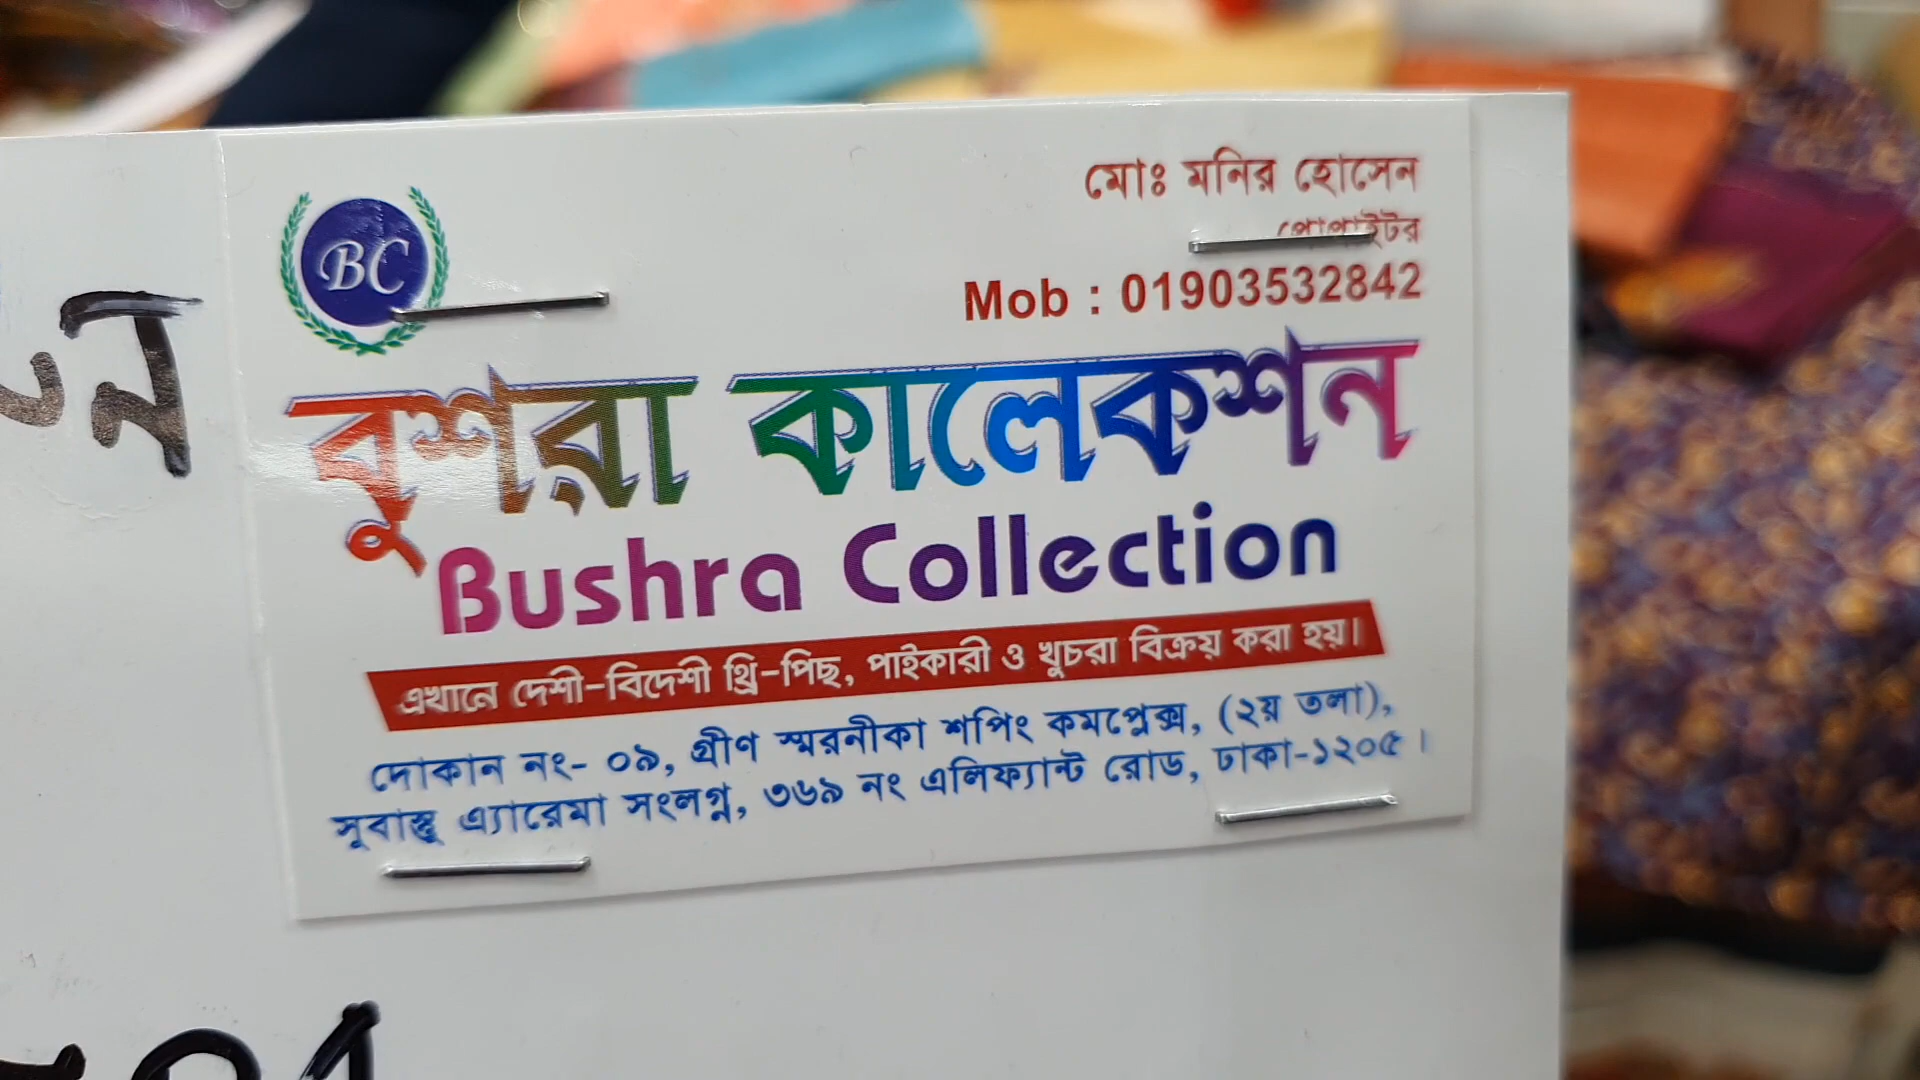 মোঃ মনির হোসেন
প্রোপাইটর
BC
Mob : 01903532842
বুশরা কালেকশন
Bushra Collection
এখানে দেশী-বিদেশী থ্রি-পিছ, পাইকারী ও খুচরা বিক্রয় করা হয়।
দোকান নং- ০৯, গ্রীণ স্মরনীকা শপিং কমপ্লেক্স, (২য় তলা),
সুবাস্তু এ্যারেমা সংলগ্ন, ৩৬৯ নং এলিফ্যান্ট রোড, ঢাকা-১২০৫ ।